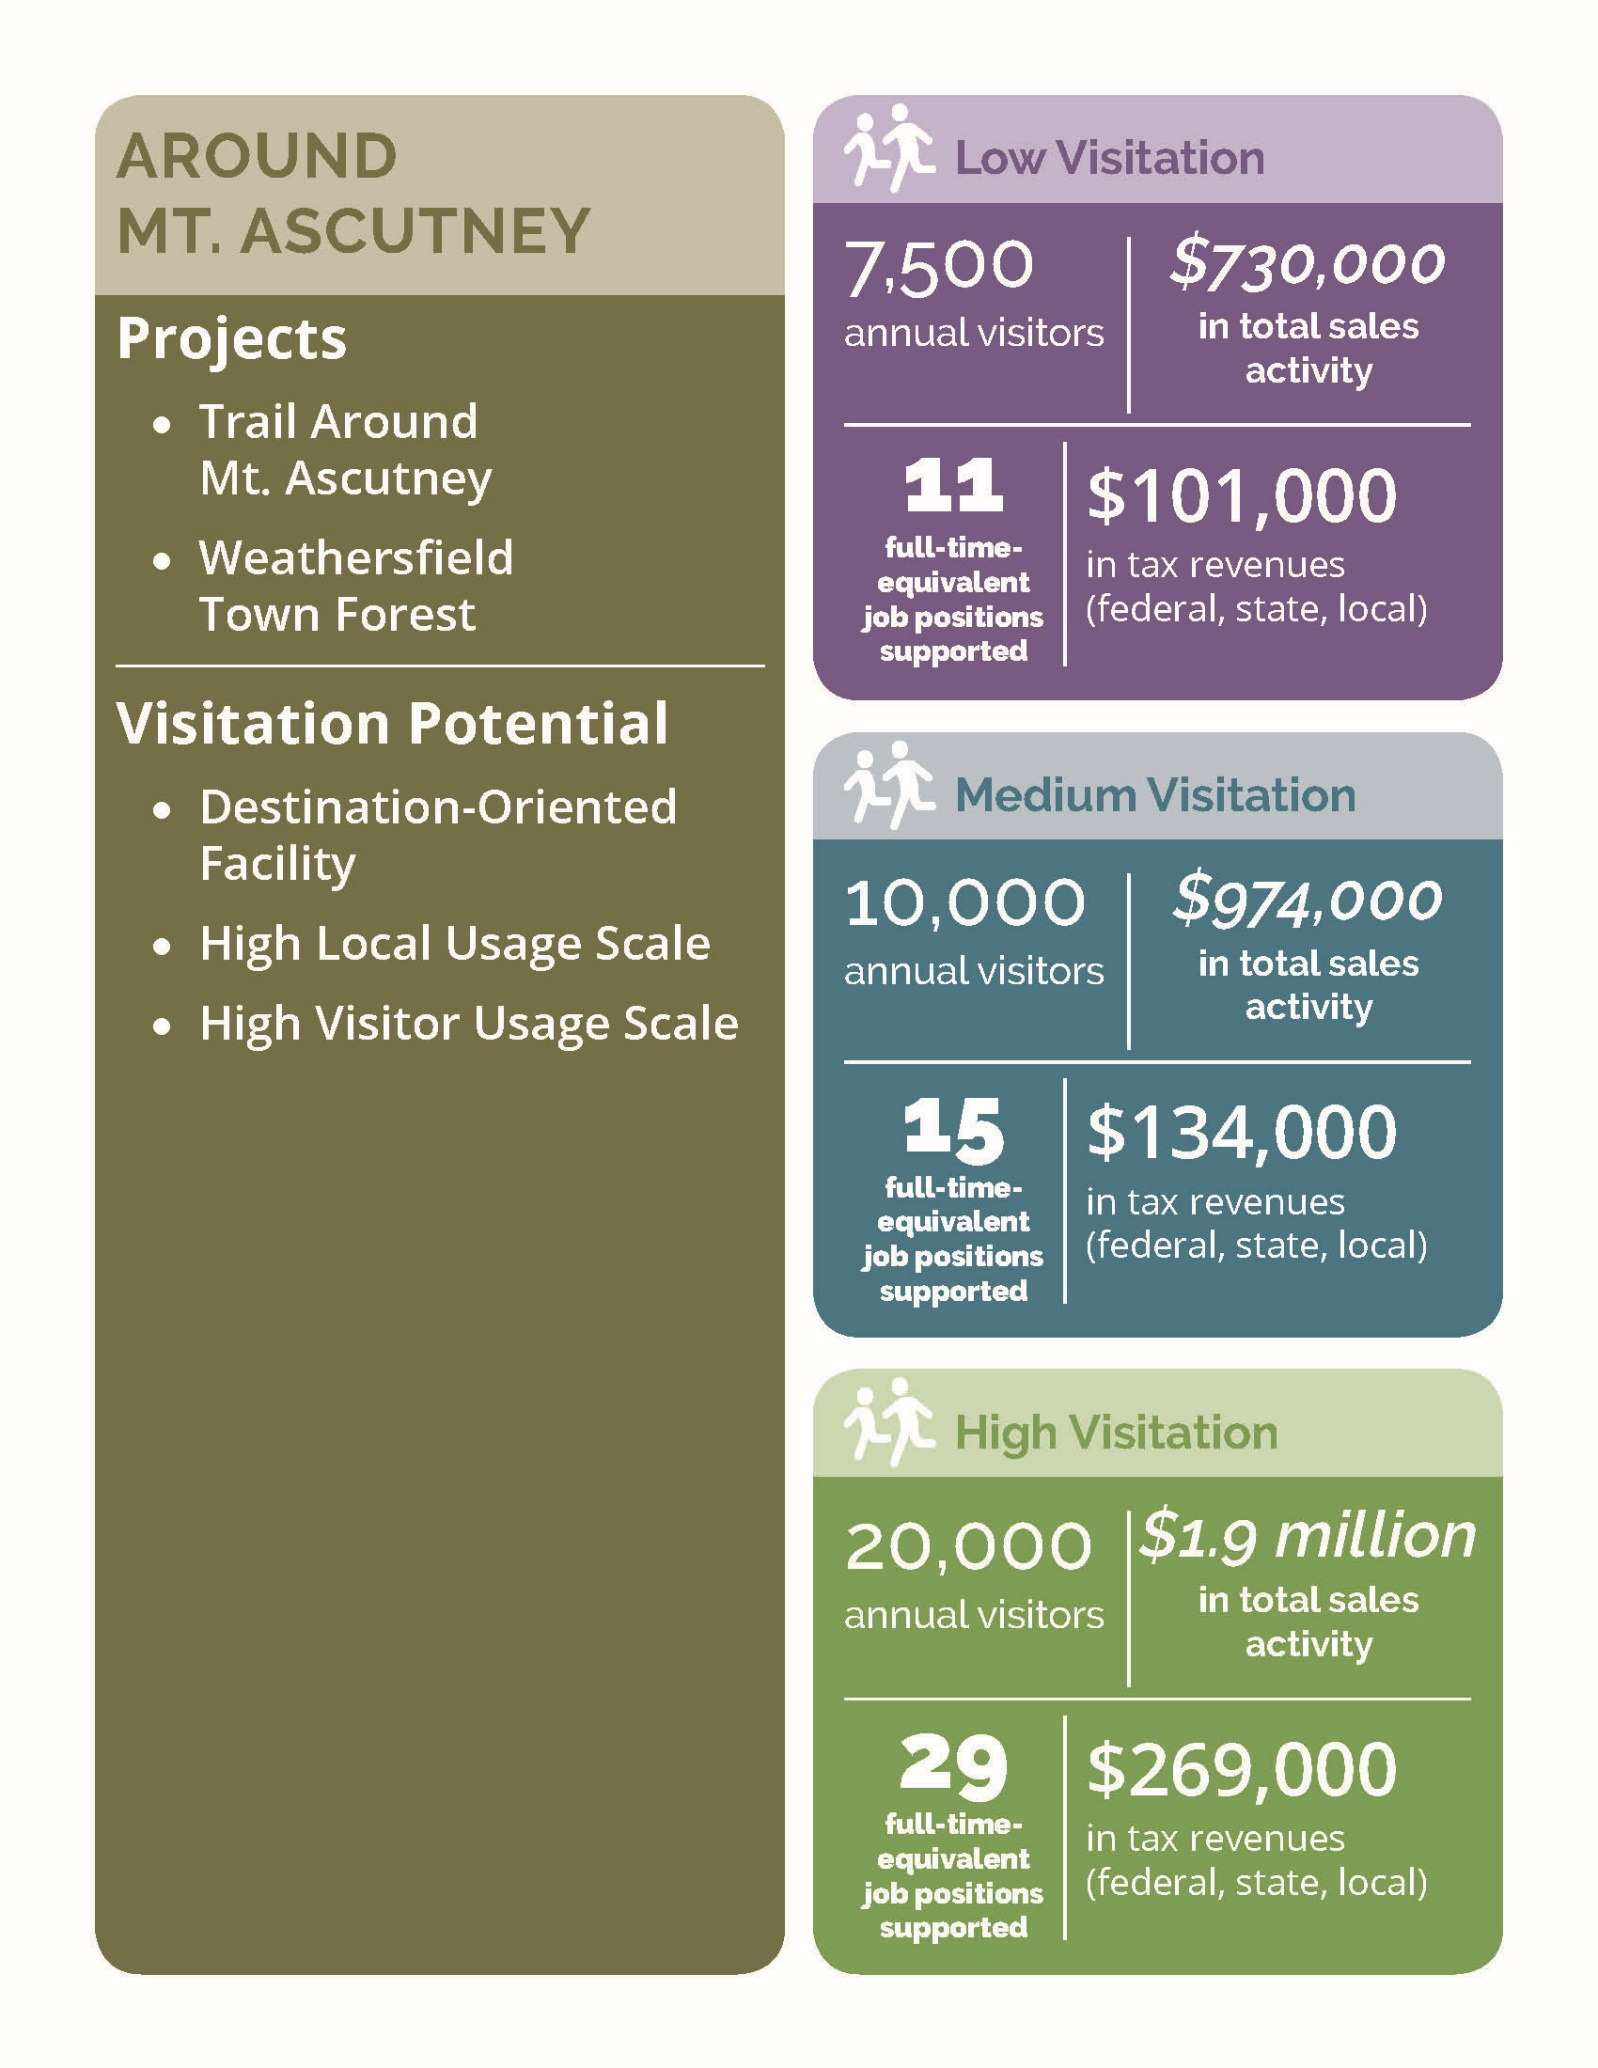 AROUND
MT. ASCUTNEY
Projects
• Trail Around
Mt. Ascutney
• Weathersfield
Town Forest
Visitation Potential
• Destination-Oriented
Facility
• High Local Usage Scale
• High Visitor Usage Scale
Low Visitation
7,500
annual visitors
$730,000
in total sales
activity
11
full-time-
equivalent
job positions
supported
$101,000
in tax revenues
(federal, state, local)
Medium Visitation
10,000
annual visitors
$974,000
in total sales
activity
15
full-time-
equivalent
job positions
supported
$134,000
in tax revenues
(federal, state, local)
High Visitation
20,000
annual visitors
$1.9 million
in total sales
activity
29
full-time-
equivalent
job positions
supported
$269,000
in tax revenues
(federal, state, local)